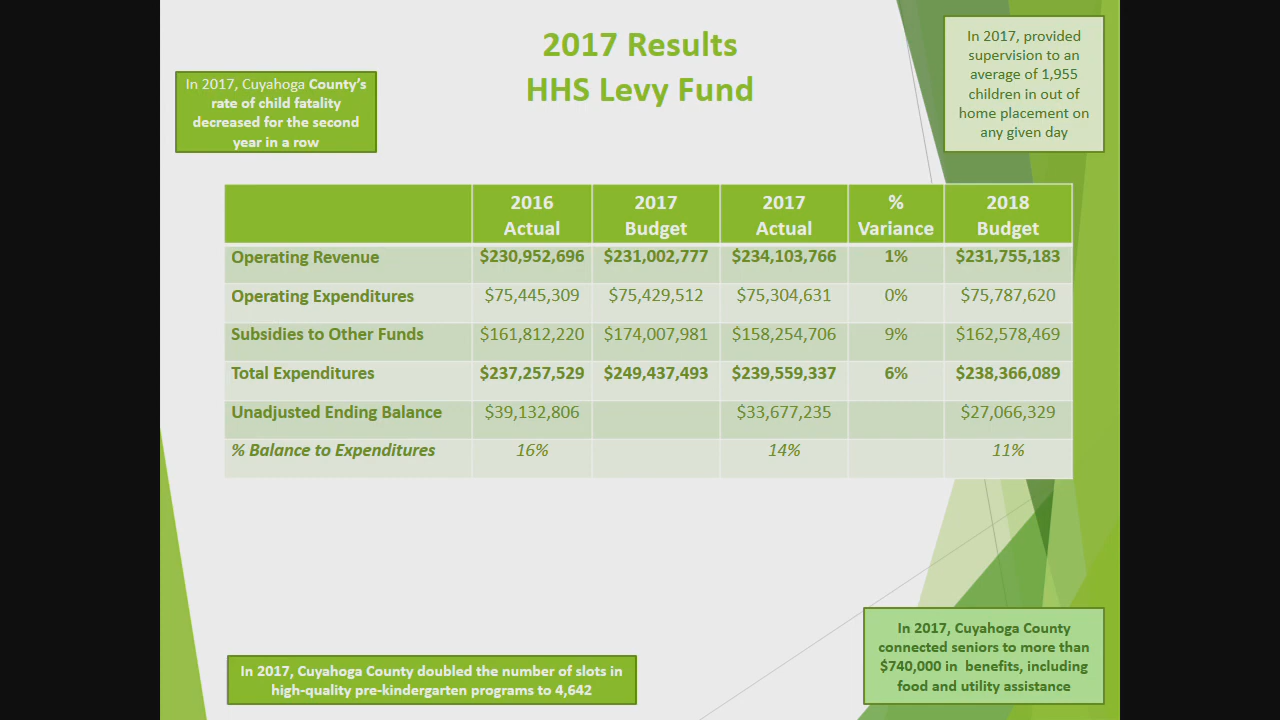 2017 Results
HHS Levy Fund
In 2017, Cuyahoga County's
rate of child fatality
decreased for the second
year in a row
In 2017, provided
supervision to an
average of 1,955
children in out of
home placement on
any given day
2016 Actual 2017 Budget 2017 Actual % Variance 2018 Budget
Operating Revenue $230,952,696 $231,002,777 $234,103,766 1% $231,755,183
Operating Expenditures $75,445,309 $75,429,512 $75,304,631 0% $75,787,620
Subsidies to Other Funds $161,812,220 $174,007,981 $158,254,706 9% $162,578,469
Total Expenditures $237,257,529 $249,437,493 $239,559,337 6% $238,366,089
Unadjusted Ending Balance $39,132,806 $33,677,235 $27,066,329
% Balance to Expenditures 16% 14% 11%
In 2017, Cuyahoga County doubled the number of slots in
high-quality pre-kindergarten programs to 4,642
In 2017, Cuyahoga County
connected seniors to more than
$740,000 in benefits, including
food and utility assistance